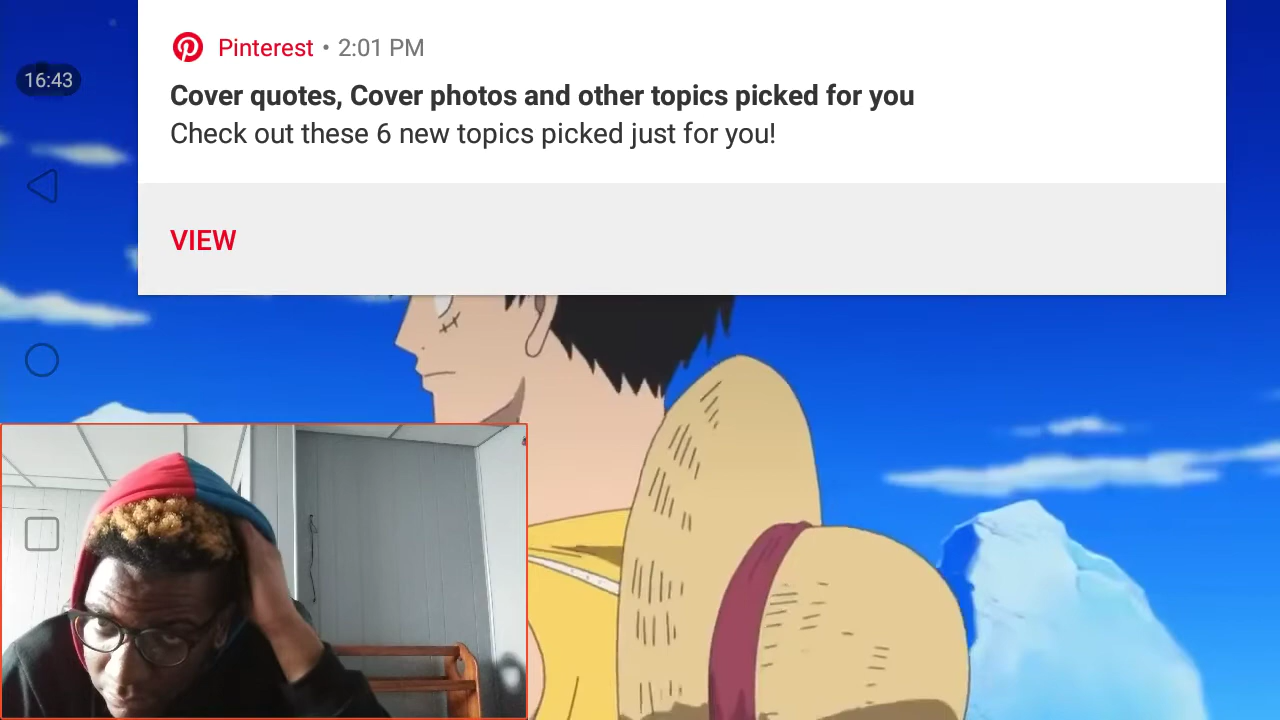 Pinterest • 2:01 PM
16:43
Cover quotes, Cover photos and other topics picked for you
Check out these 6 new topics picked just for you!
VIEW